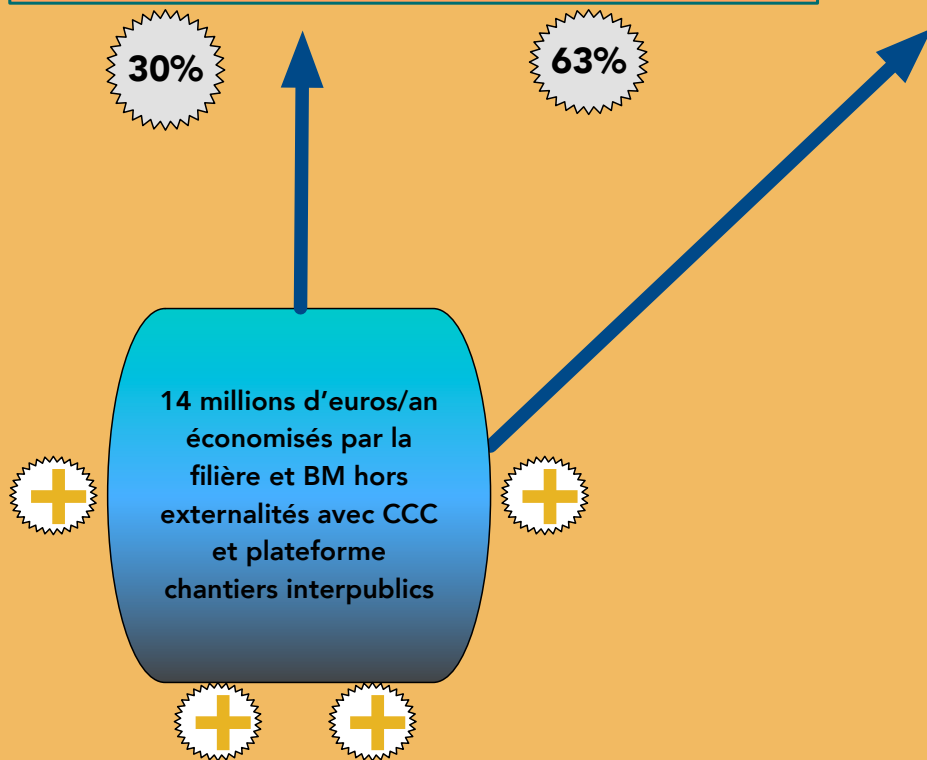 30%
63%
14 millions d’euros/an
économisés par la
filière et BM hors
externalités avec CCC
et plateforme
chantiers interpublics